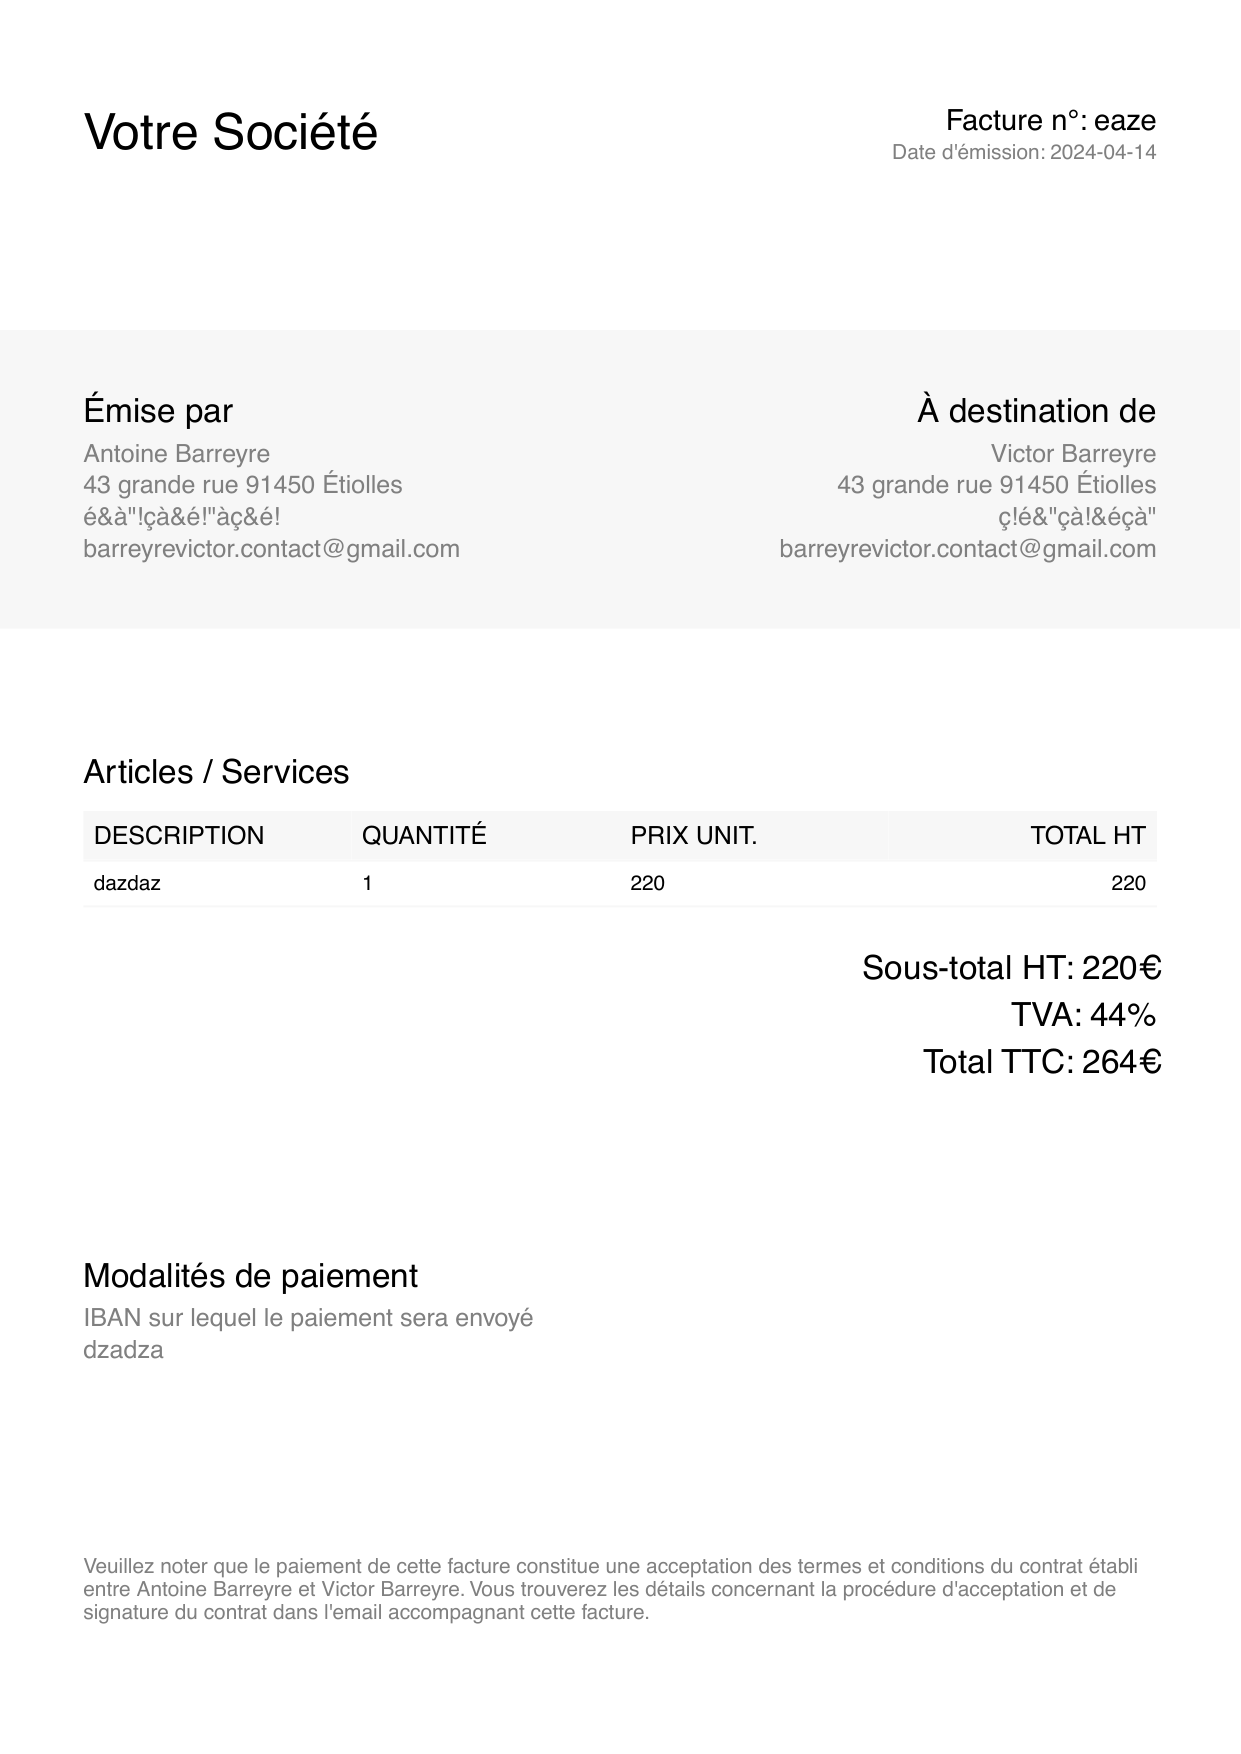 Votre Société
Facture n°: eaze
Date d'émission: 2024-04-14
Émise par
Antoine Barreyre
43 grande rue 91450 Étiolles
é&à"!çà&é!"àç&é!
barreyrevictor.contact@gmail.com
À destination de
Victor Barreyre
43 grande rue 91450 Étiolles
ç!é&"çà!&éçà"
barreyrevictor.contact@gmail.com
Articles / Services
DESCRIPTION QUANTITÉ PRIX UNIT. TOTAL HT
dazdaz 1 220 220
Sous-total HT: 220€
TVA: 44%
Total TTC: 264€
Modalités de paiement
IBAN sur lequel le paiement sera envoyé
dzadza
Veuillez noter que le paiement de cette facture constitue une acceptation des termes et conditions du contrat établi
entre Antoine Barreyre et Victor Barreyre. Vous trouverez les détails concernant la procédure d'acceptation et de
signature du contrat dans l'email accompagnant cette facture.